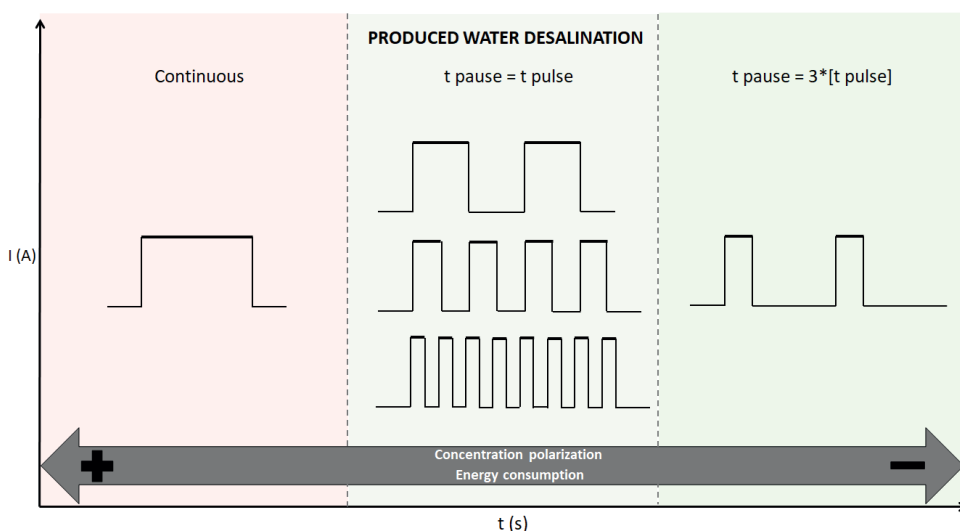 PRODUCED WATER DESALINATION
Continuous
t pause = t pulse
t pause = 3*[t pulse]
I (A)
+
Concentration polarization
Energy consumption
−
t (s)